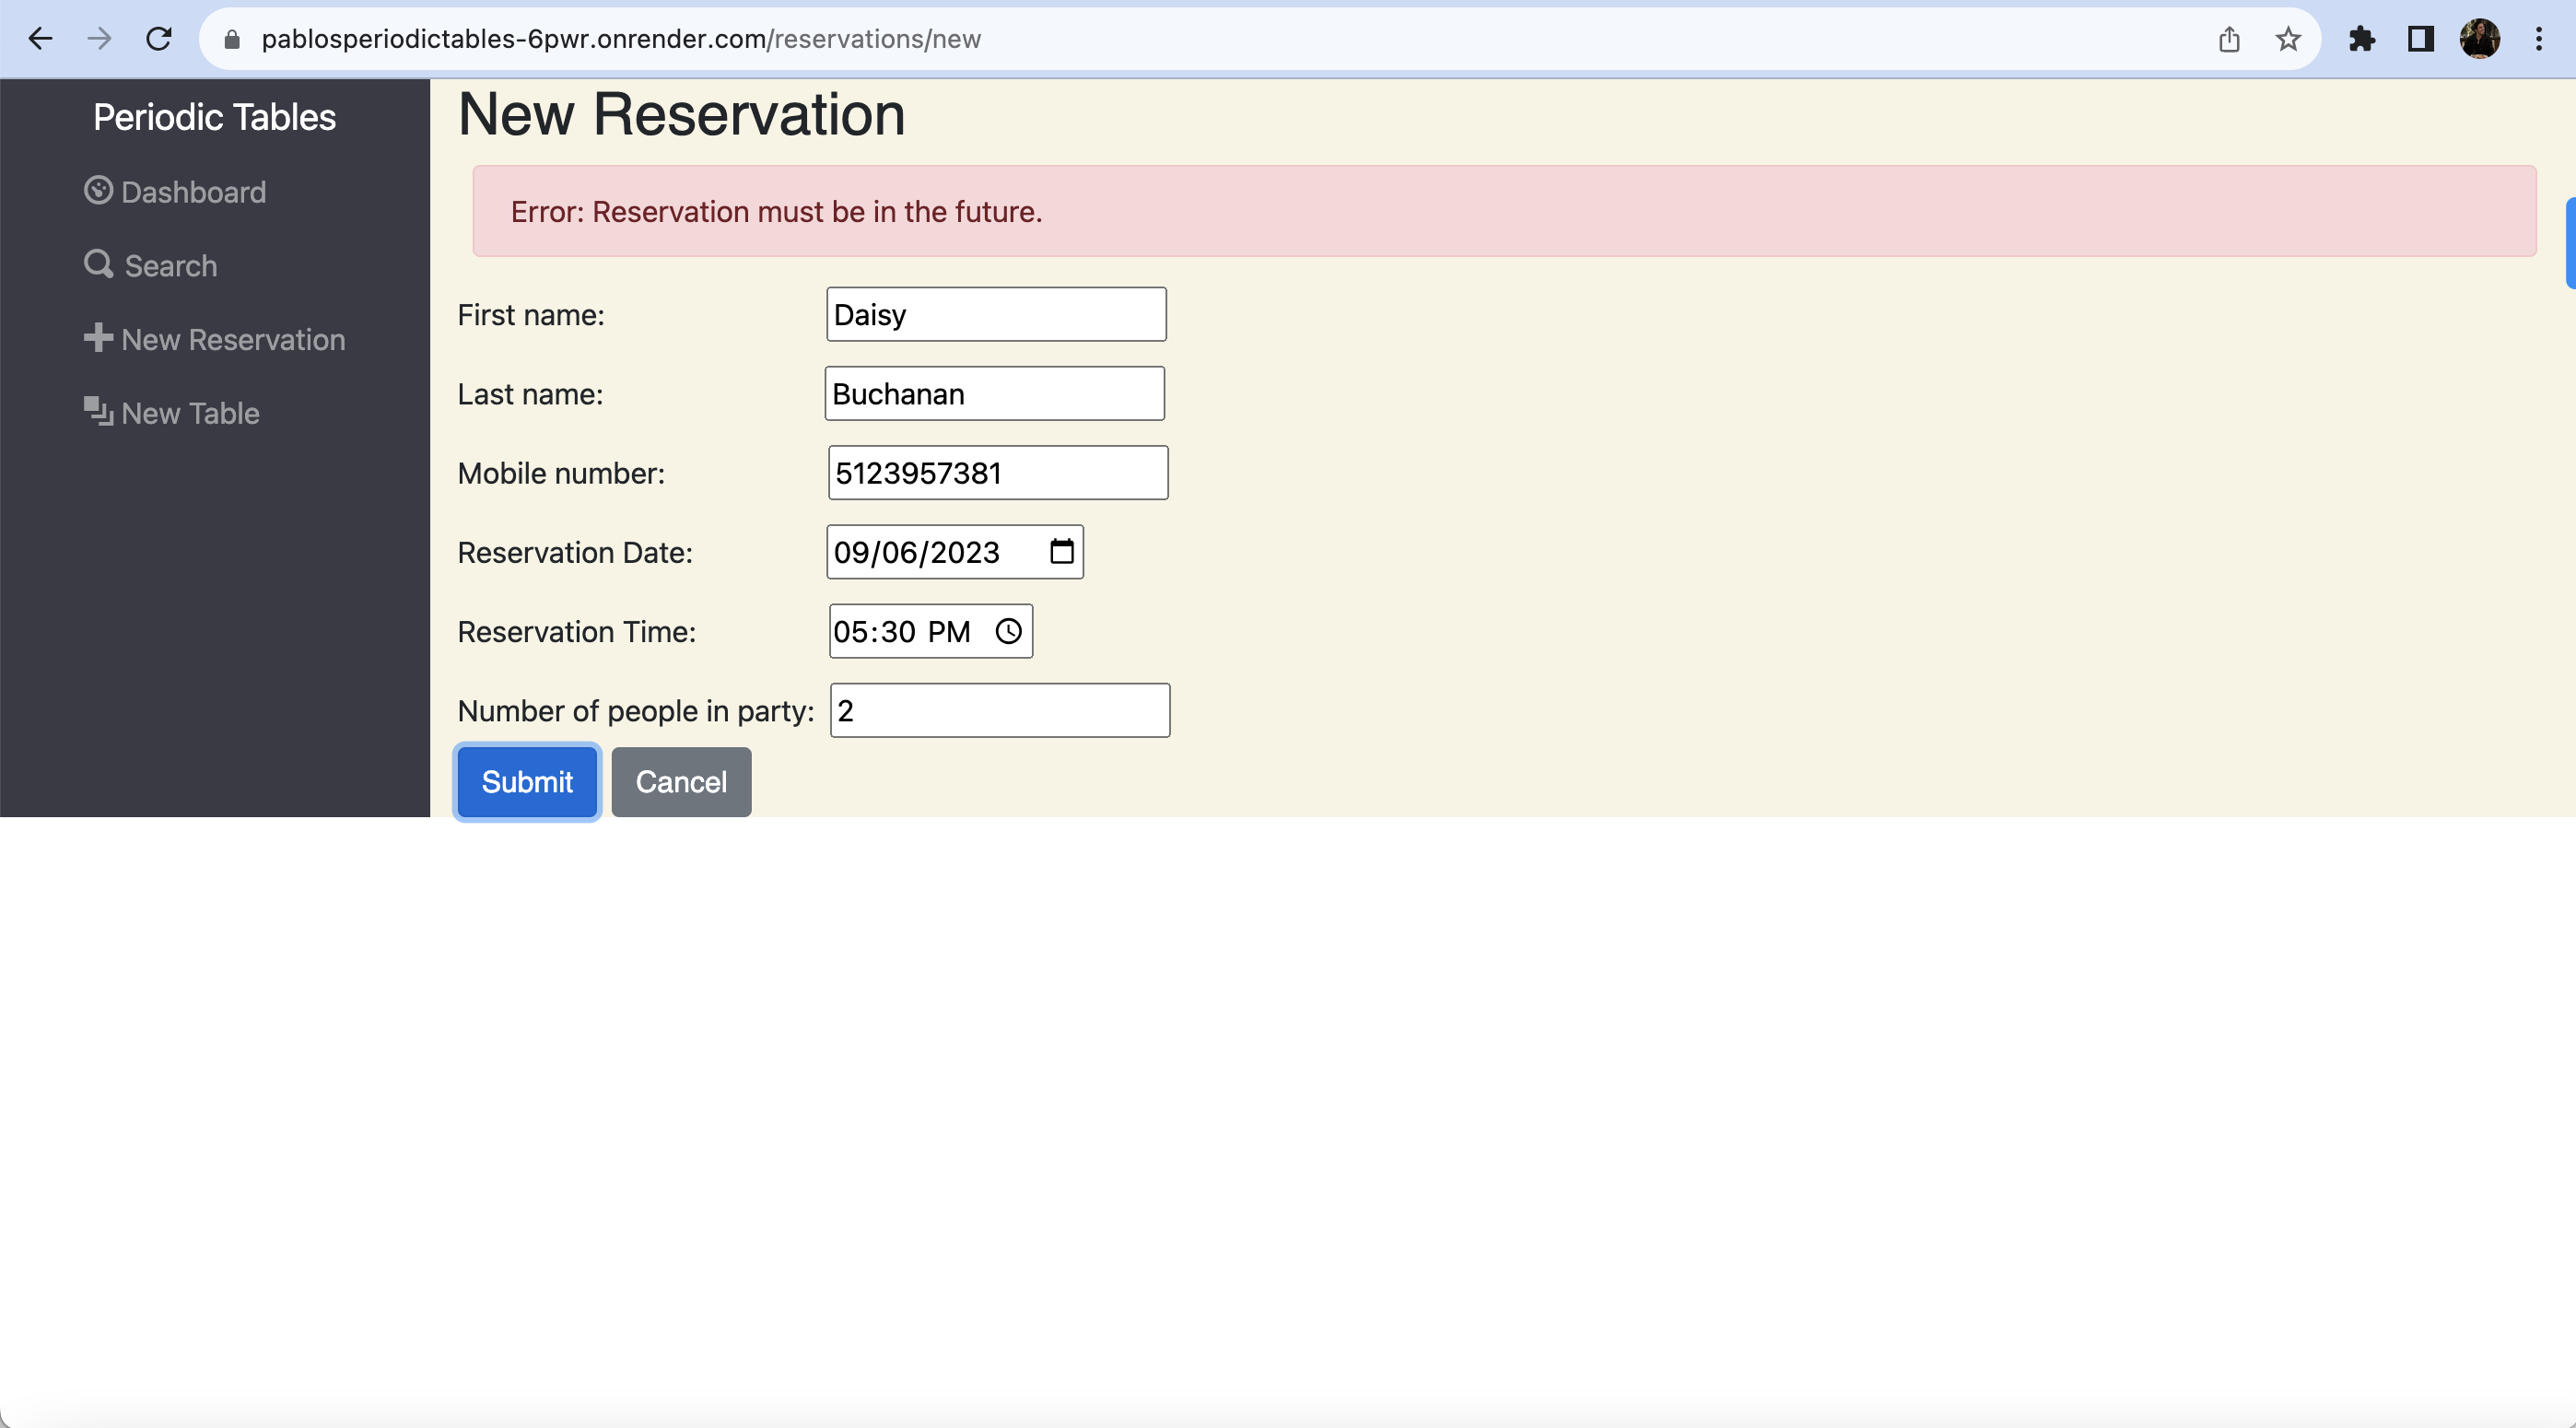 pablosperiodictables-6pwr.onrender.com/reservations/new
Periodic Tables
Dashboard
Search
New Reservation
New Table
New Reservation
Error: Reservation must be in the future.
First name: Daisy
Last name: Buchanan
Mobile number: 5123957381
Reservation Date: 09/06/2023
Reservation Time: 05:30 PM
Number of people in party: 2
Submit Cancel